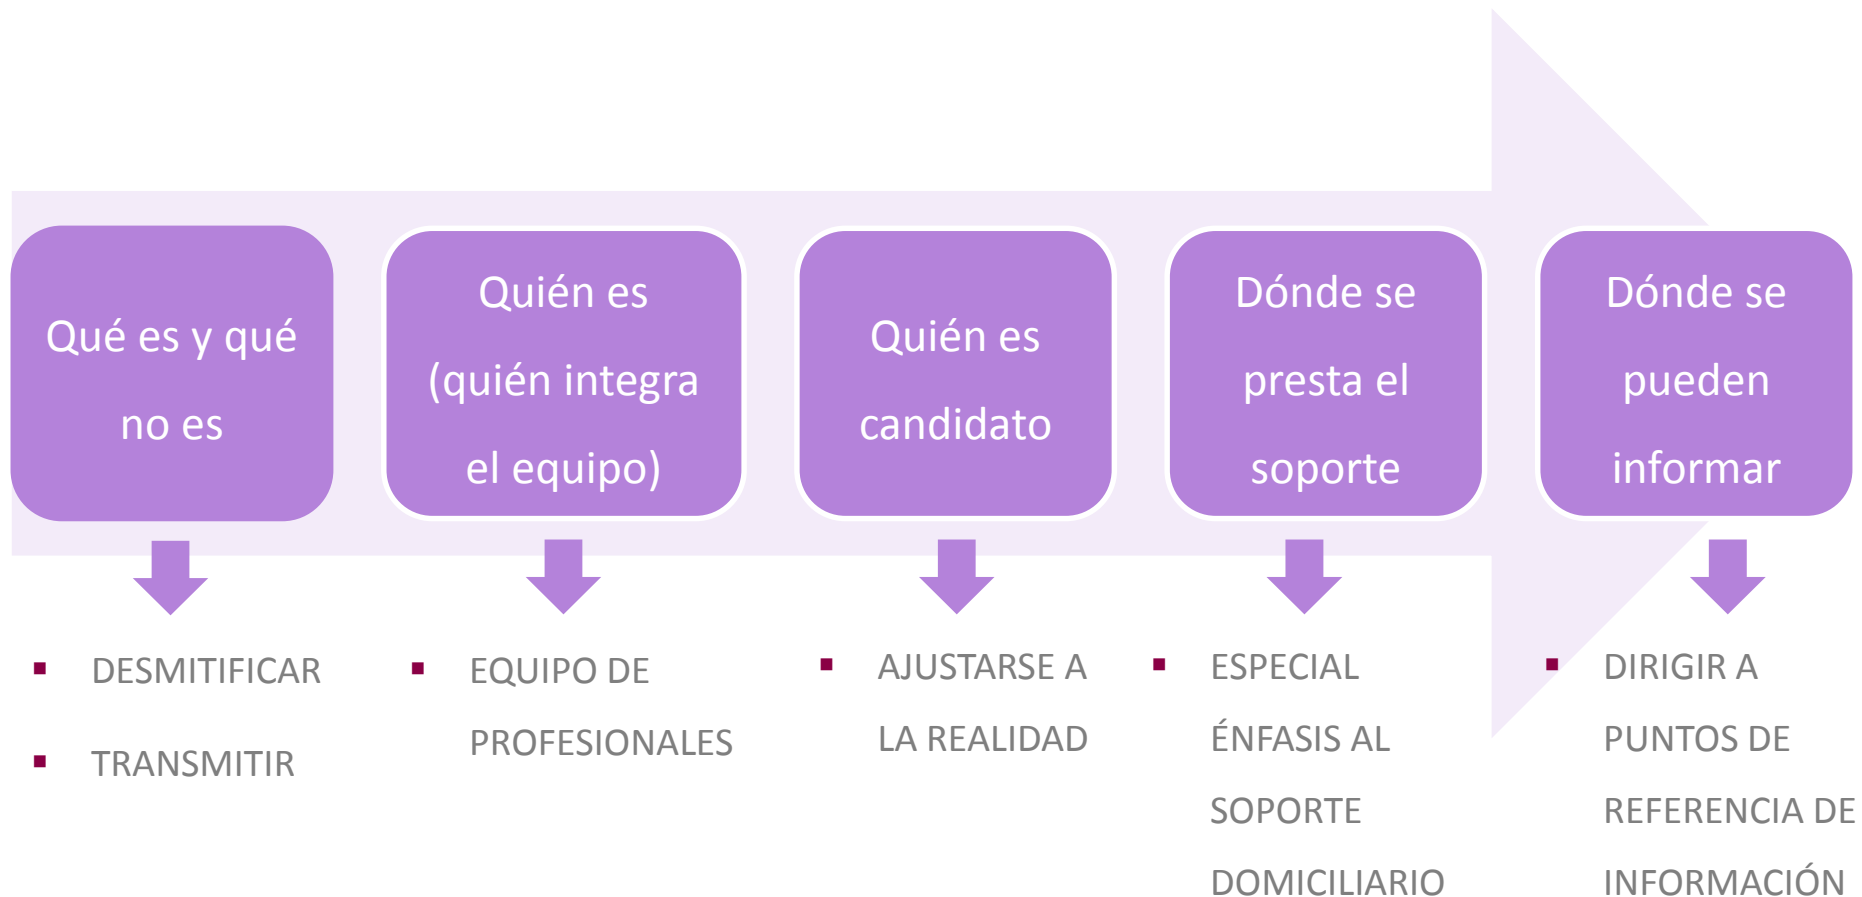 Qué es y qué
no es
Quién es
(quién integra
el equipo)
Quién es
candidato
Dónde se
presta el
soporte
Dónde se
pueden
informar
▪ DESMITIFICAR
▪ TRANSMITIR
▪ EQUIPO DE
PROFESIONALES
▪ AJUSTARSE A
LA REALIDAD
▪ ESPECIAL
ÉNFASIS AL
SOPORTE
DOMICILIARIO
▪ DIRIGIR A
PUNTOS DE
REFERENCIA DE
INFORMACIÓN